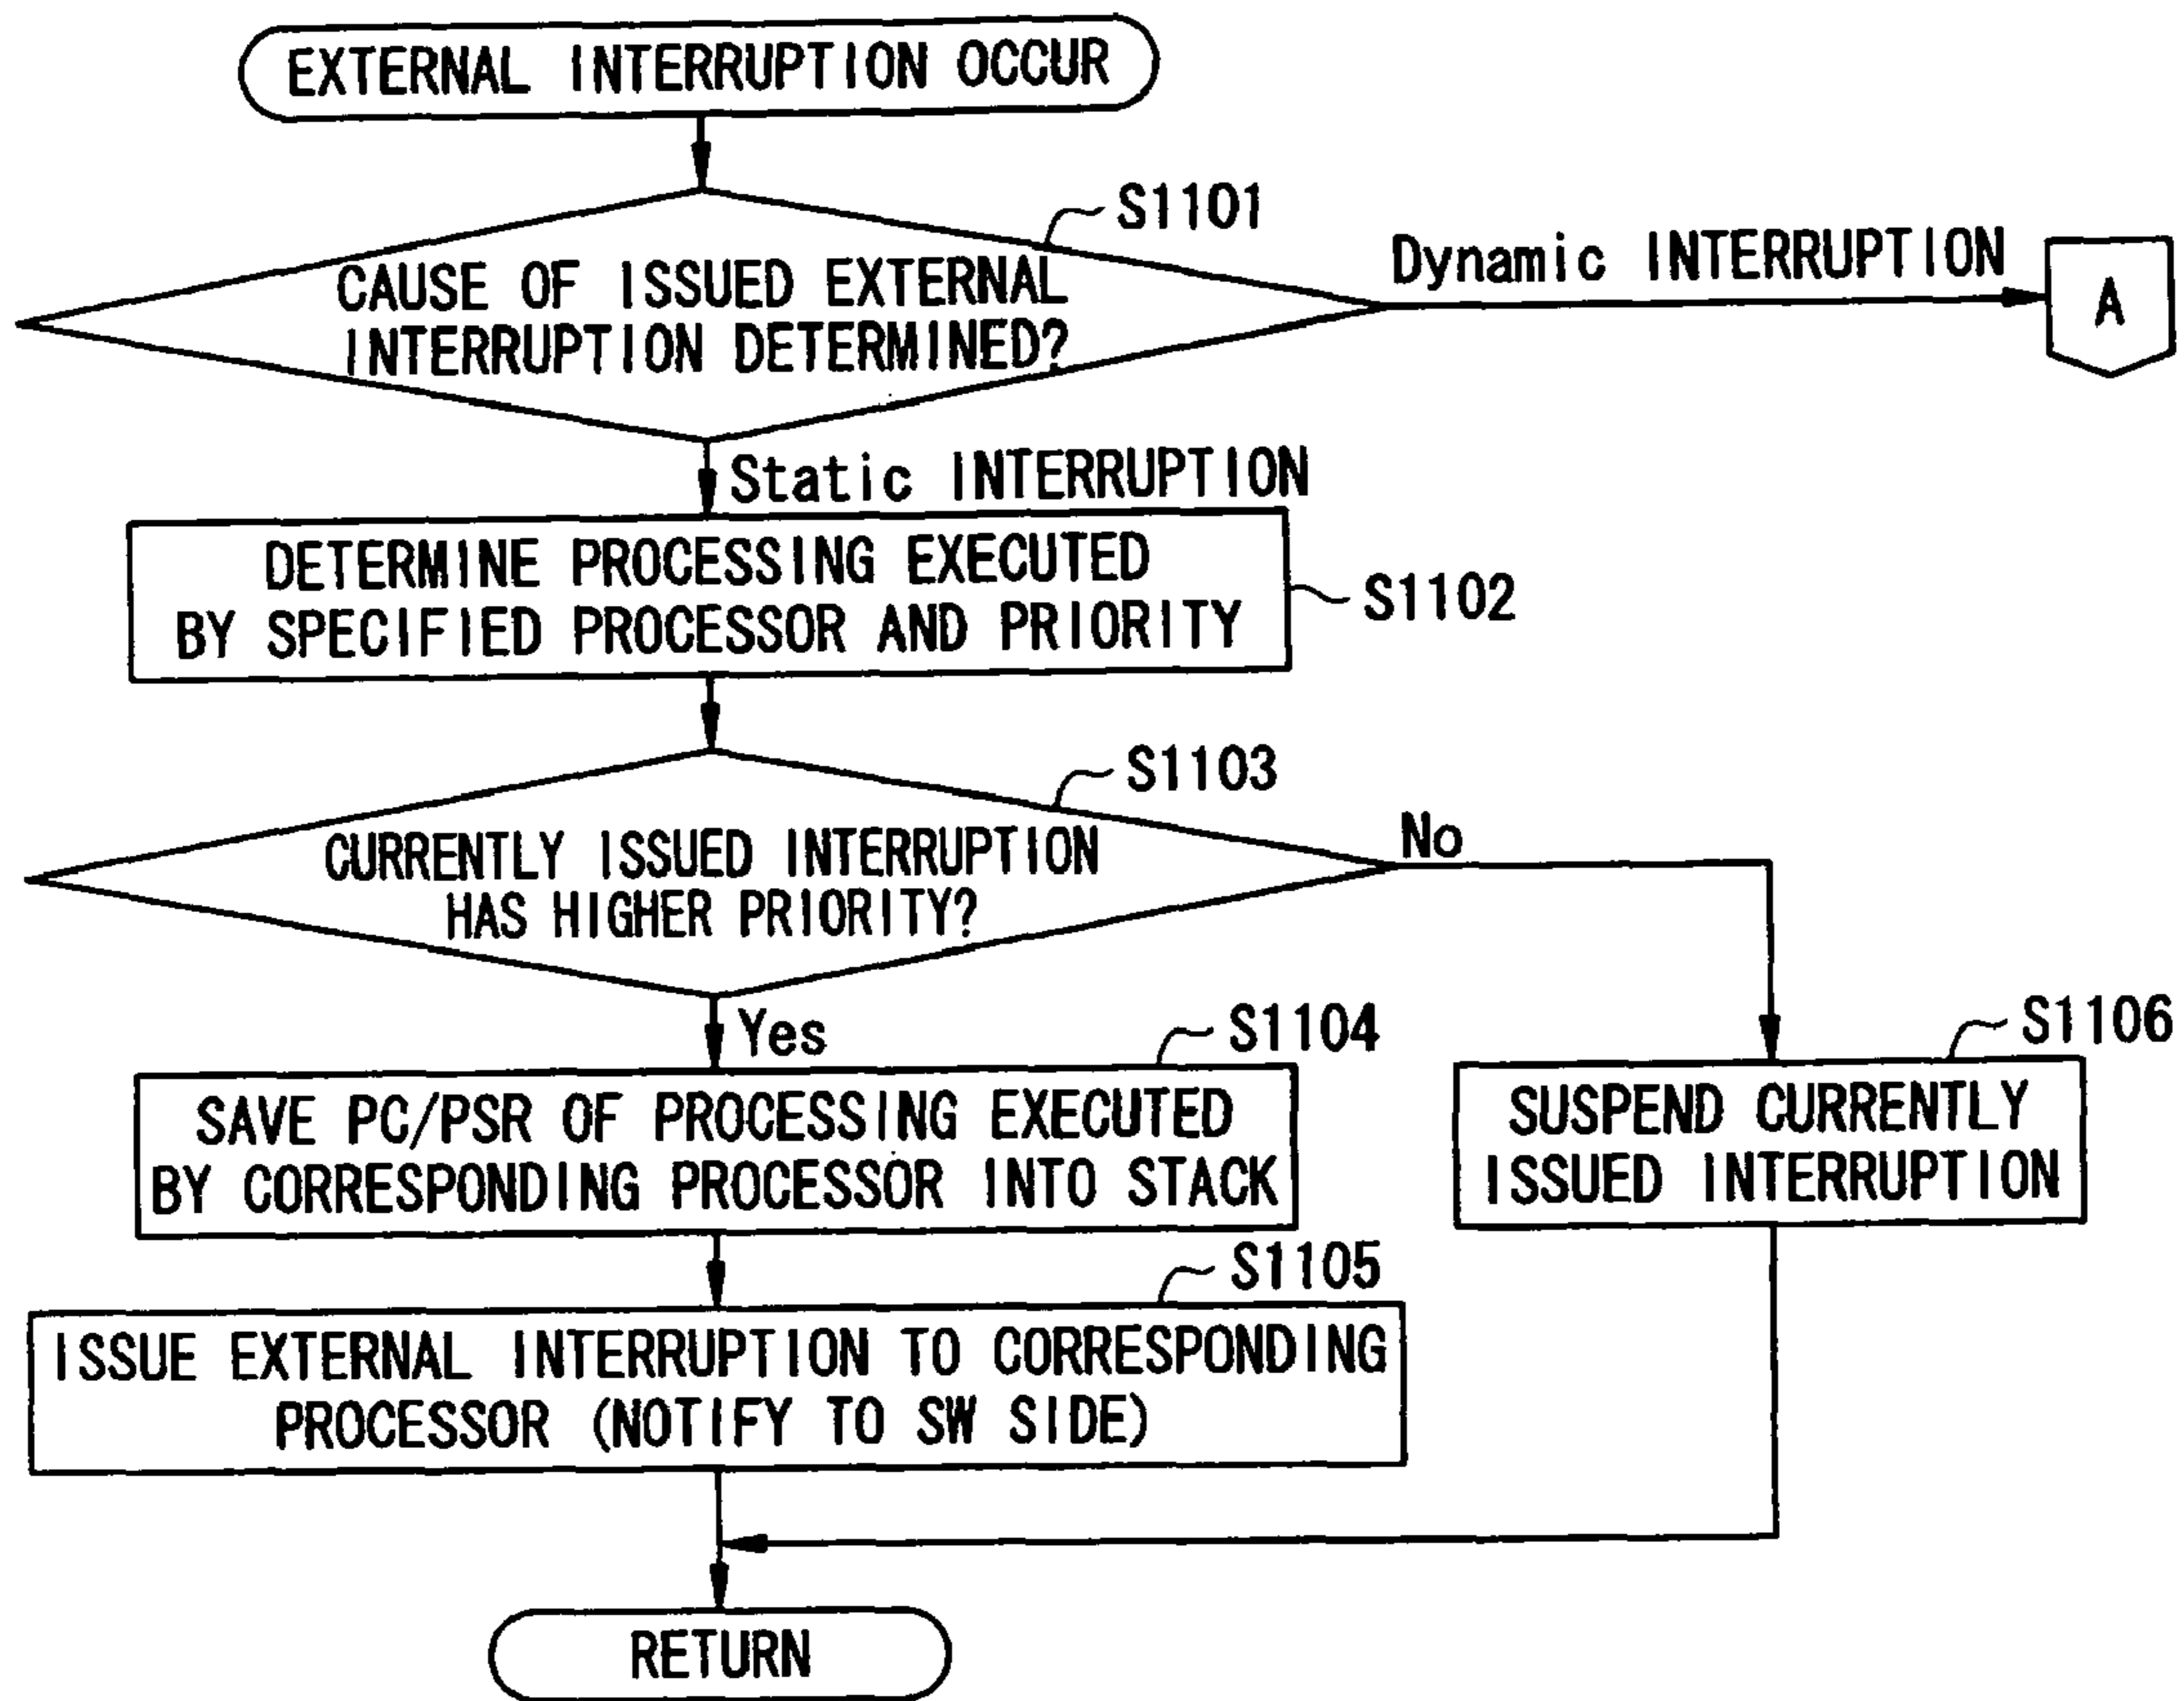 EXTERNAL INTERRUPTION OCCUR
S1101
CAUSE OF ISSUED EXTERNAL
INTERRUPTION DETERMINED?
Dynamic INTERRUPTION
A
Static INTERRUPTION
DETERMINE PROCESSING EXECUTED
BY SPECIFIED PROCESSOR AND PRIORITY
S1102
S1103
CURRENTLY ISSUED INTERRUPTION
HAS HIGHER PRIORITY?
No
Yes
S1104
SAVE PC/PSR OF PROCESSING EXECUTED
BY CORRESPONDING PROCESSOR INTO STACK
S1106
SUSPEND CURRENTLY
ISSUED INTERRUPTION
S1105
ISSUE EXTERNAL INTERRUPTION TO CORRESPONDING
PROCESSOR (NOTIFY TO SW SIDE)
RETURN